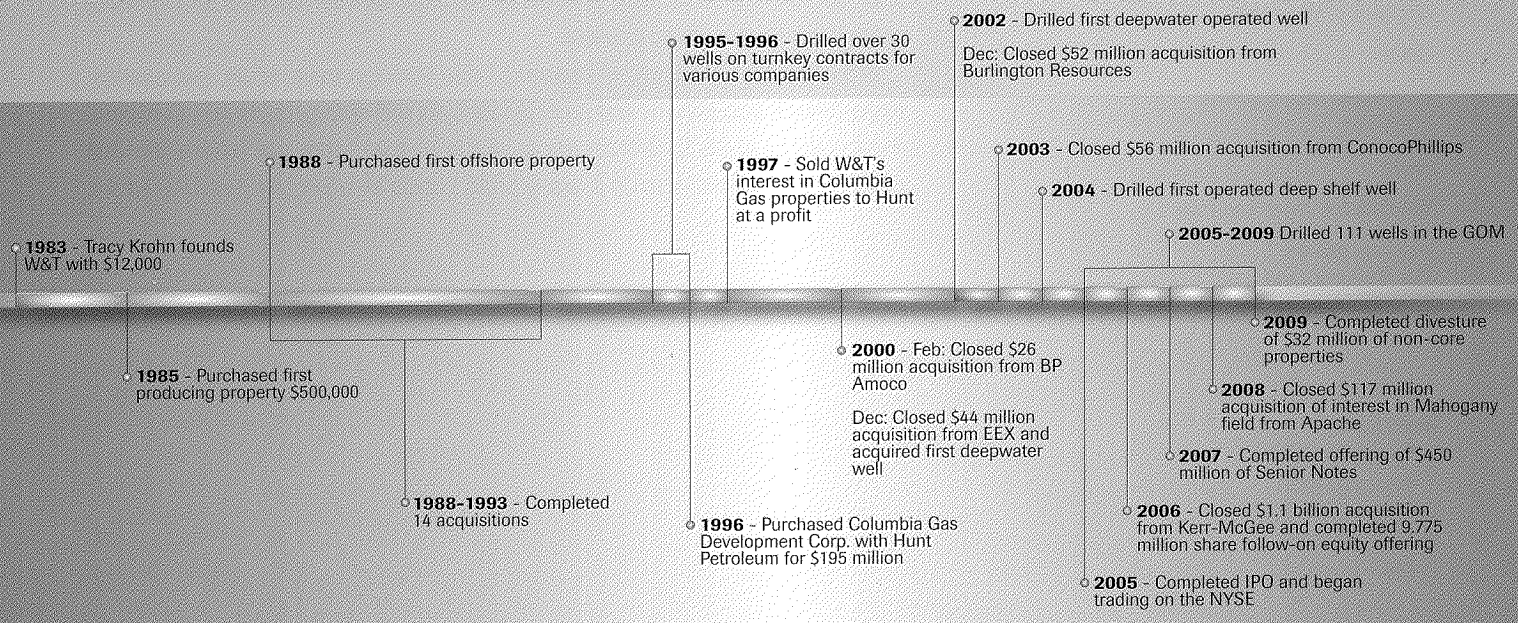 1983 - Tracy Krohn founds
W&T with $12,000
1985 - Purchased first
producing property $500,000
1988 - Purchased first offshore property
1988-1993 - Completed
14 acquisitions
1995-1996 - Drilled over 30
wells on turnkey contracts for
various companies
1996 - Purchased Columbia Gas
Development Corp. with Hunt
Petroleum for $195 million
1997 - Sold W&T's
interest in Columbia
Gas properties to Hunt
at a profit
2000 - Feb: Closed $26
million acquisition from BP
Amoco
Dec: Closed $44 million
acquisition from EEX and
acquired first deepwater
well
2002 - Drilled first deepwater operated well
Dec: Closed $52 million acquisition from
Burlington Resources
2003 - Closed $56 million acquisition from ConocoPhillips
2004 - Drilled first operated deep shelf well
2005-2009 Drilled 111 wells in the GOM
2005 - Completed IPO and began
trading on the NYSE
2006 - Closed $1.1 billion acquisition
from Kerr-McGee and completed 9.775
million share follow-on equity offering
2007 - Completed offering of $450
million of Senior Notes
2008 - Closed $117 million
acquisition of interest in Mahogany
field from Apache
2009 - Completed divesture
of $32 million of non-core
properties